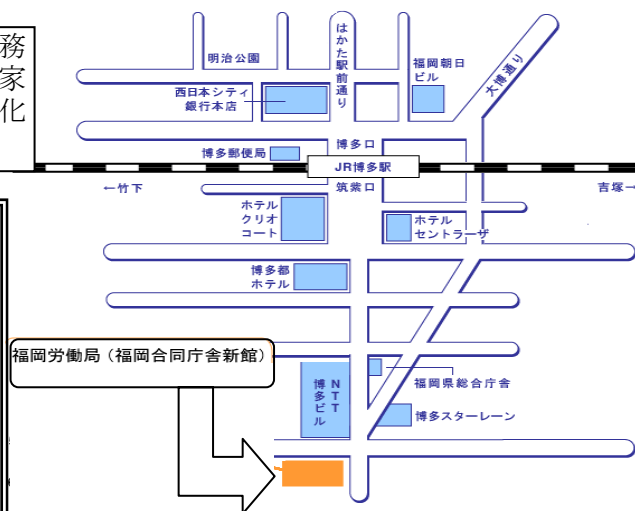 務
家
化
明治公園
はかた駅前通り
福岡朝日
ビル
大博通り
西日本シティ
銀行本店
博多郵便局
博多口
JR博多駅
←竹下
筑紫口
吉塚→
ホテル
クリオ
コート
ホテル
セントラーザ
博多都
ホテル
福岡労働局(福岡合同庁舎新館)
NTT
博多ビル
福岡県総合庁舎
博多スターレーン